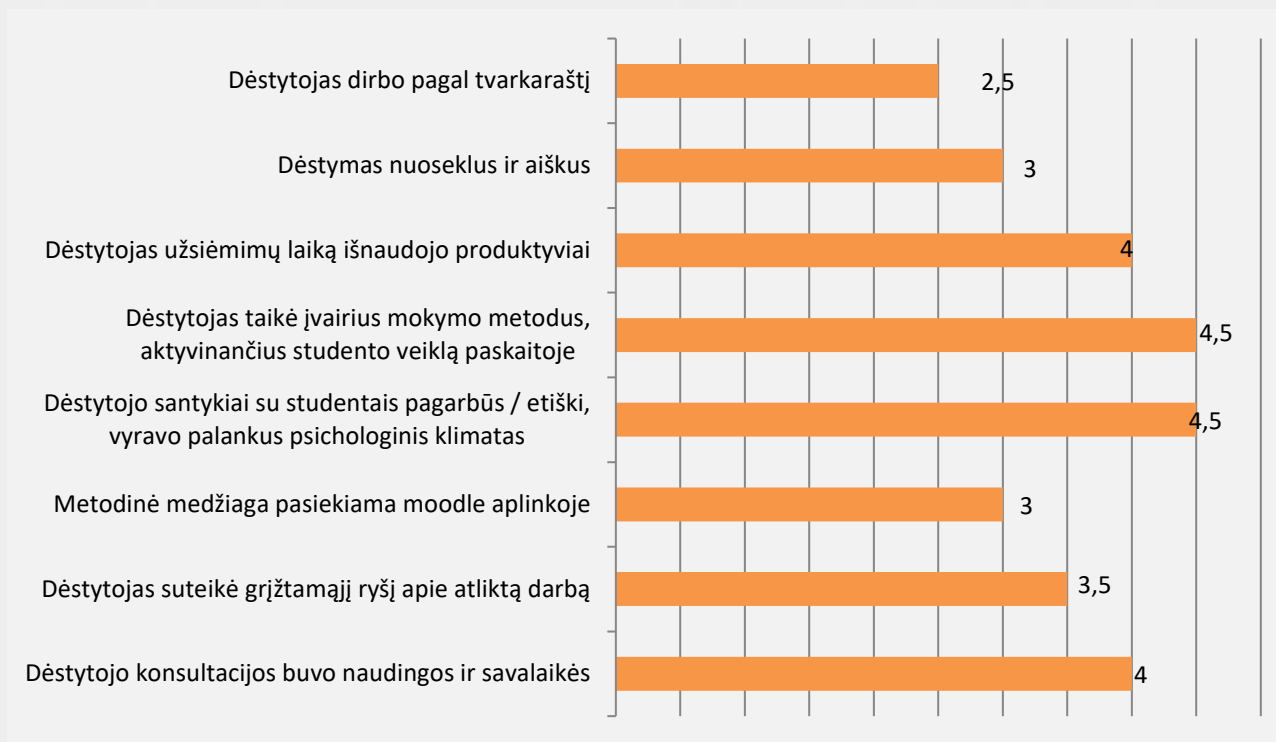 Dėstytojas dirbo pagal tvarkaraštį
2,5
Dėstymas nuoseklus ir aiškus
3
Dėstytojas užsiėmimų laiką išnaudojo produktyviai
4
Dėstytojas taikė įvairius mokymo metodus,
aktyvinančius studento veiklą paskaitoje
4,5
Dėstytojo santykiai su studentais pagarbūs / etiški,
vyravo palankus psichologinis klimatas
4,5
Metodinė medžiaga pasiekiama moodle aplinkoje
3
Dėstytojas suteikė grįžtamąjį ryšį apie atliktą darbą
3,5
Dėstytojo konsultacijos buvo naudingos ir savalaikės
4